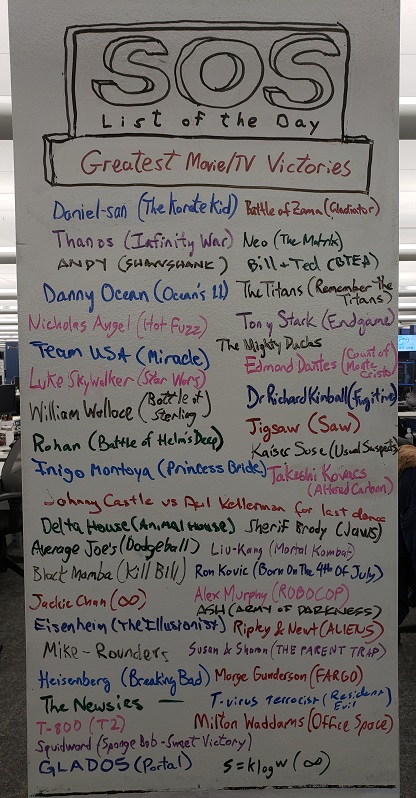 SOS
List of the Day
Greatest Movie/TV Victories
Daniel-san (The Karate Kid) Battle of Zama (Gladiator)
Thanos (Infinity War) Neo (The Matrix)
ANDY (SHAWSHANK) Bill + Ted (BTEA)
Danny Ocean (Ocean's 11) The Titans (Remember The Titans)
Nicholas Angel (Hot Fuzz) Tony Stark (Endgame)
Team USA (Miracle) The Mighty Ducks
Luke Skywalker (Star Wars) Edmond Dantes (Count of Monte Cristo)
William Wallace (Battle of Sterling) Dr Richard Kimball (Fugitive)
Rohan (Battle of Helm's Deep) Jigsaw (Saw)
Kaiser Sose (Usual Suspects)
Inigo Montoya (Princess Bride) Takeshi Kovacs (Altered Carbon)
Johnny Castle vs Kellerman for last dance
Delta House (Animal House) Sherif Brody (Jaws)
Average Joe's (Dodgeball) Liu-Kang (Mortal Kombat)
Black Mamba (Kill Bill) Ron Kovic (Born On The 4th Of July)
Jackie Chan (∞) Alex Murphy (ROBOCOP)
ASH (ARMY OF DARKNESS)
Eisenheim (The Illusionist) Ripley & Newt (ALIENS)
Mike - Rounders Susan & Sharon (THE PARENT TRAP)
Heisenberg (Breaking Bad) Marge Gunderson (FARGO)
The Newsies — T-virus terrorist (Resident Evil)
T-800 (T2) Milton Waddams (Office Space)
Squidward (Sponge Bob - Sweet Victory)
GLADOS (Portal) S = k log W (∞)